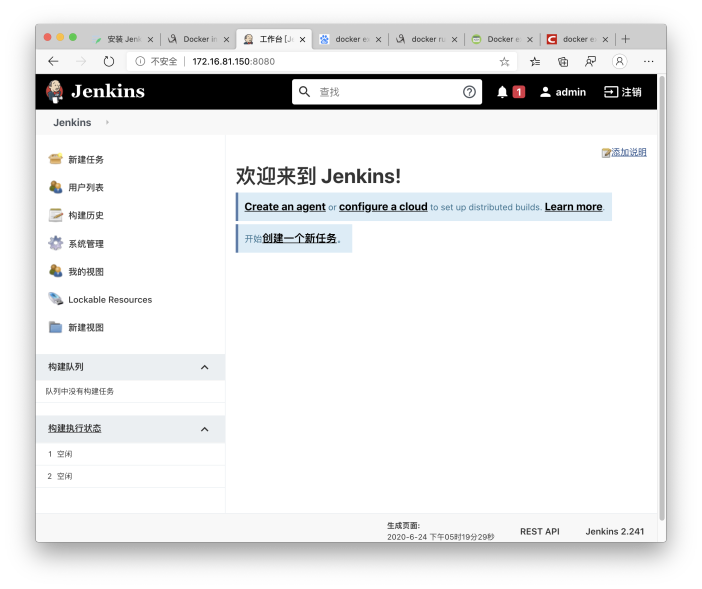 安装 Jenl
Docker In
工作台 [Je
docker ex
docker ru
Docker e
docker ex
不安全 | 172.16.81.150:8080
Jenkins
查找
1
admin
注销
Jenkins
添加说明
新建任务
用户列表
构建历史
系统管理
我的视图
Lockable Resources
新建视图
欢迎来到 Jenkins!
Create an agent or configure a cloud to set up distributed builds. Learn more.
开始创建一个新任务。
构建队列
队列中没有构建任务
构建执行状态
1 空闲
2 空闲
生成页面:
2020-6-24 下午05时19分29秒
REST API
Jenkins 2.241